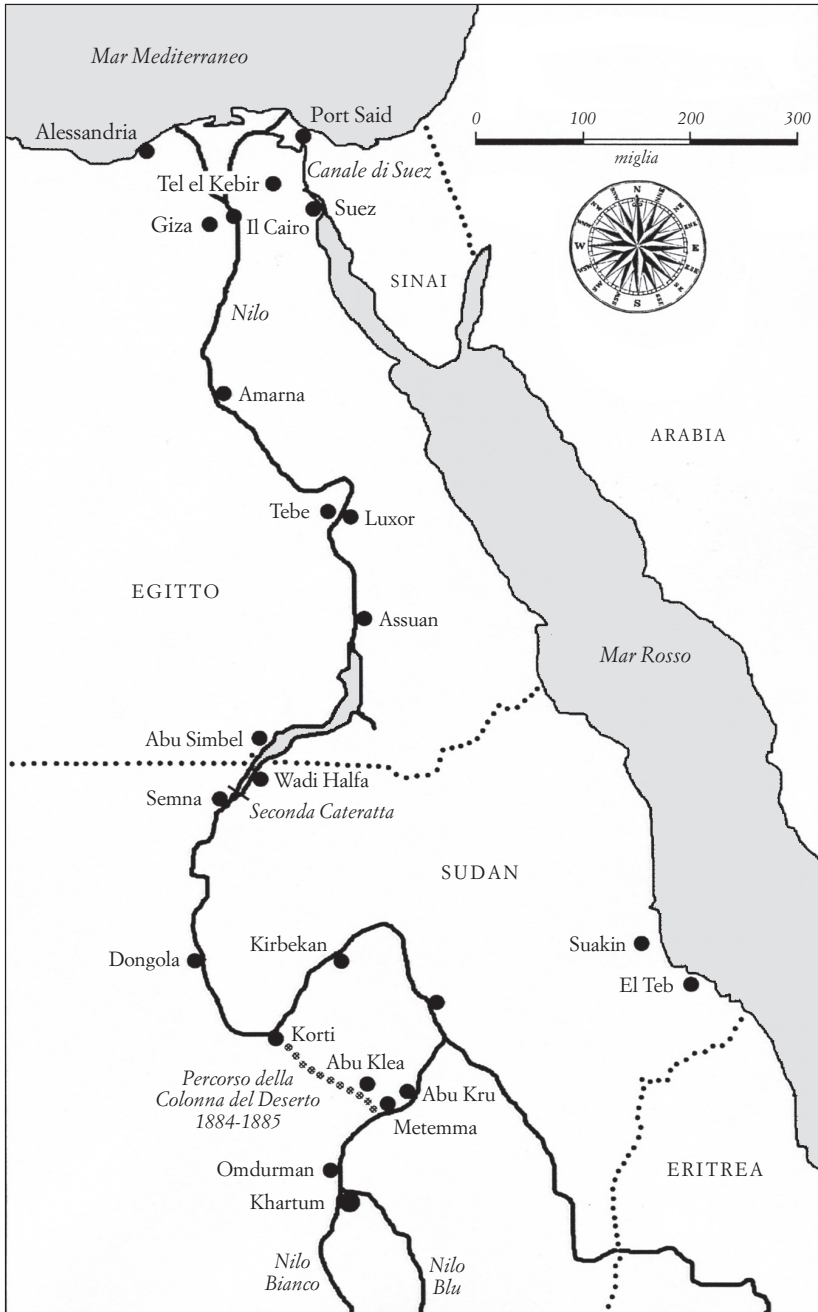 Mar Mediterraneo
Port Said
0 100 200 300
miglia
Alessandria
Canale di Suez
Tel el Kebir
Suez
Giza
Il Cairo
N
E
S
W
SINAI
Nilo
Amarna
ARABIA
Tebe
Luxor
EGITTO
Assuan
Mar Rosso
Abu Simbel
Wadi Halfa
Semna
Seconda Cateratta
SUDAN
Suakin
Kirbekan
Dongola
El Teb
Korti
Abu Klea
Percorso della
Colonna del Deserto
1884-1885
Abu Kru
Metemma
Omdurman
ERITREA
Khartum
Nilo
Bianco
Nilo
Blu